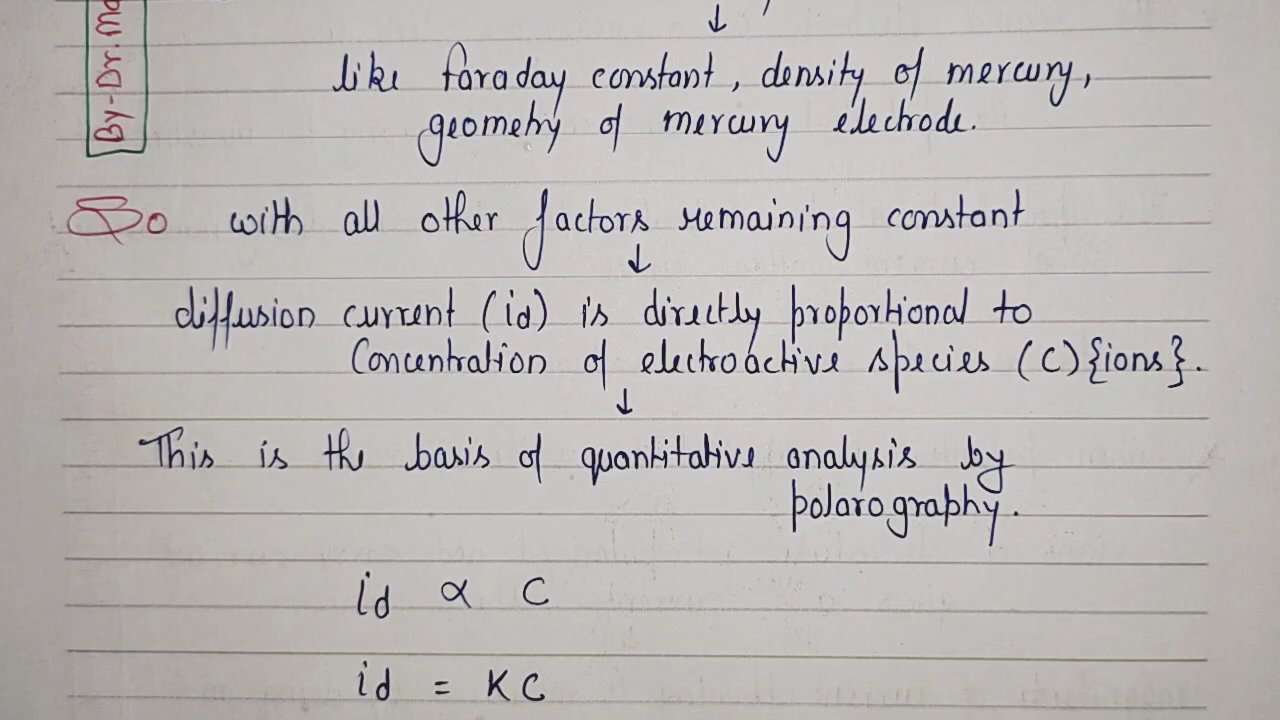 ↓
By-Dr.
like faraday constant, density of mercury,
geometry of mercury electrode.
So with all other factors remaining constant
↓
diffusion current (id) is directly proportional to
Concentration of electroactive species (C){ions}.
↓
This is the basis of quantitative analysis by
polarography.
id ∝ C
id = KC